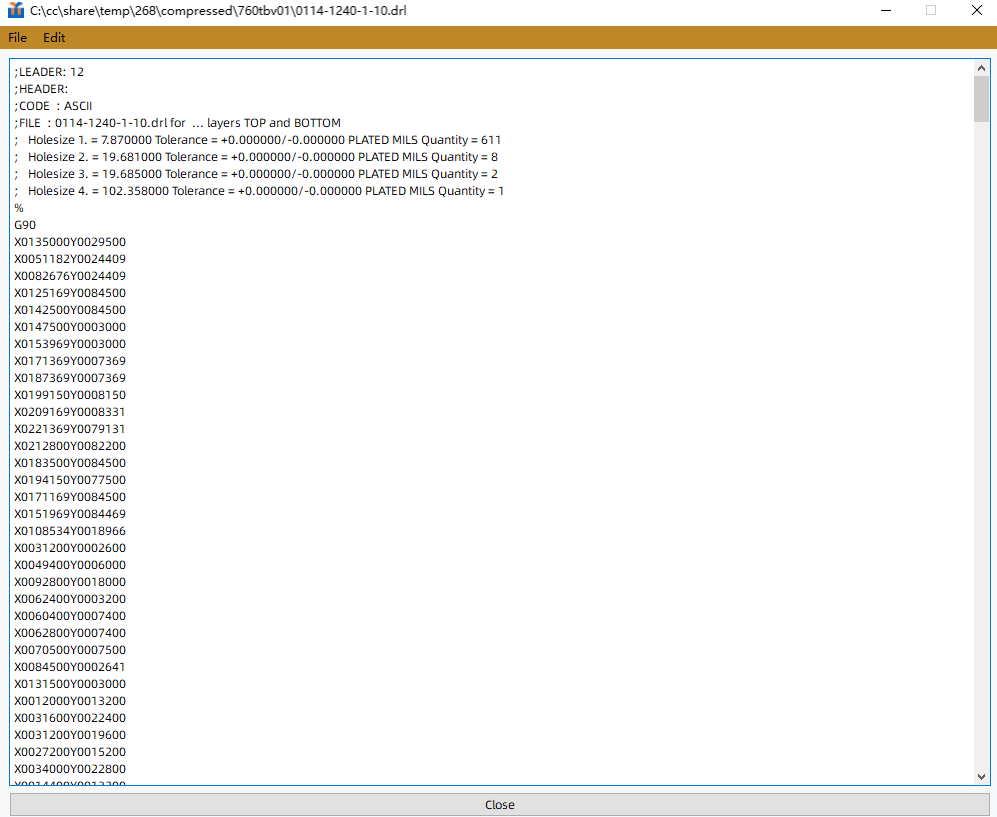 C:\cc\share\temp\268\compressed\760tbv01\0114-1240-1-10.drl
File Edit
;LEADER: 12
;HEADER:
;CODE : ASCII
;FILE : 0114-1240-1-10.drl for ... layers TOP and BOTTOM
; Holesize 1. = 7.870000 Tolerance = +0.000000/-0.000000 PLATED MILS Quantity = 611
; Holesize 2. = 19.681000 Tolerance = +0.000000/-0.000000 PLATED MILS Quantity = 8
; Holesize 3. = 19.685000 Tolerance = +0.000000/-0.000000 PLATED MILS Quantity = 2
; Holesize 4. = 102.358000 Tolerance = +0.000000/-0.000000 PLATED MILS Quantity = 1
%
G90
X0135000Y0029500
X0051182Y0024409
X0082676Y0024409
X0125169Y0084500
X0142500Y0084500
X0147500Y0003000
X0153969Y0003000
X0171369Y0007369
X0187369Y0007369
X0199150Y0008150
X0209169Y0008331
X0221369Y0079131
X0212800Y0082200
X0183500Y0084500
X0194150Y0077500
X0171169Y0084500
X0151969Y0084469
X0108534Y0018966
X0031200Y0002600
X0049400Y0006000
X0092800Y0018000
X0062400Y0003200
X0060400Y0007400
X0062800Y0007400
X0070500Y0007500
X0084500Y0002641
X0131500Y0003000
X0012000Y0013200
X0031600Y0022400
X0031200Y0019600
X0027200Y0015200
X0034000Y0022800
Close